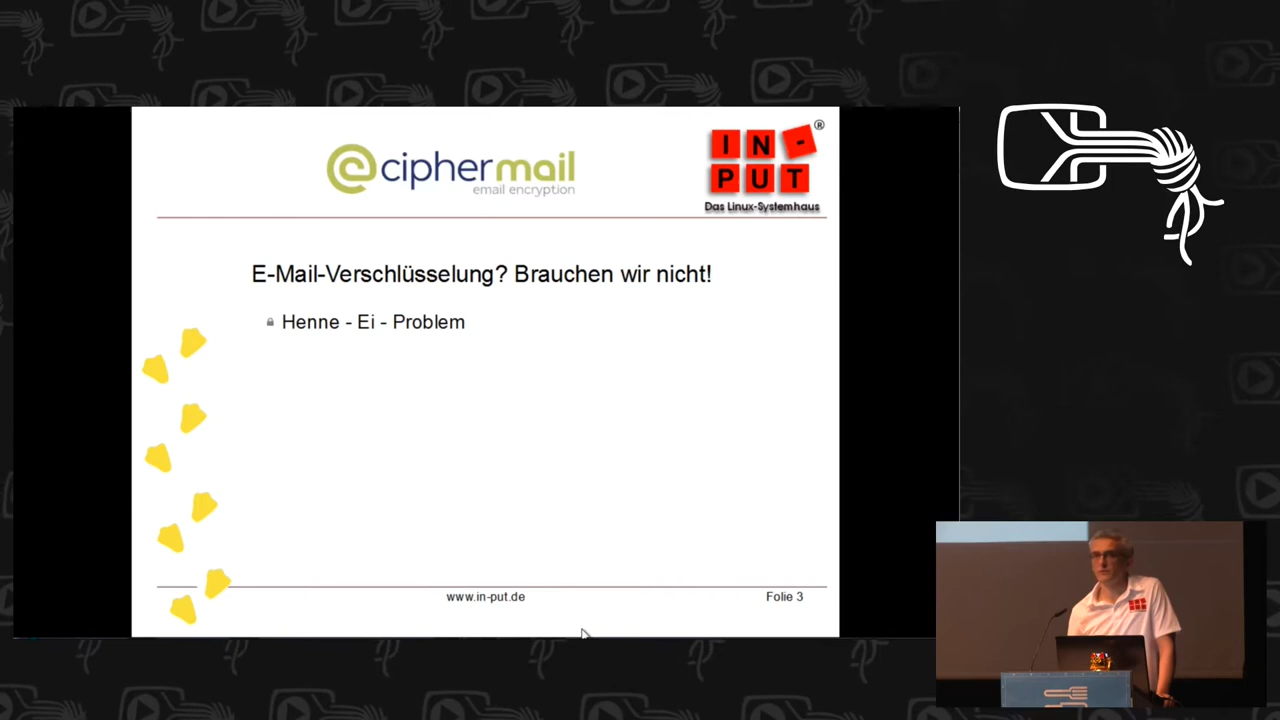 ciphermail
email encryption
IN-
PUT
®
Das Linux-Systemhaus
E-Mail-Verschlüsselung? Brauchen wir nicht!
Henne - Ei - Problem
www.in-put.de
Folie 3